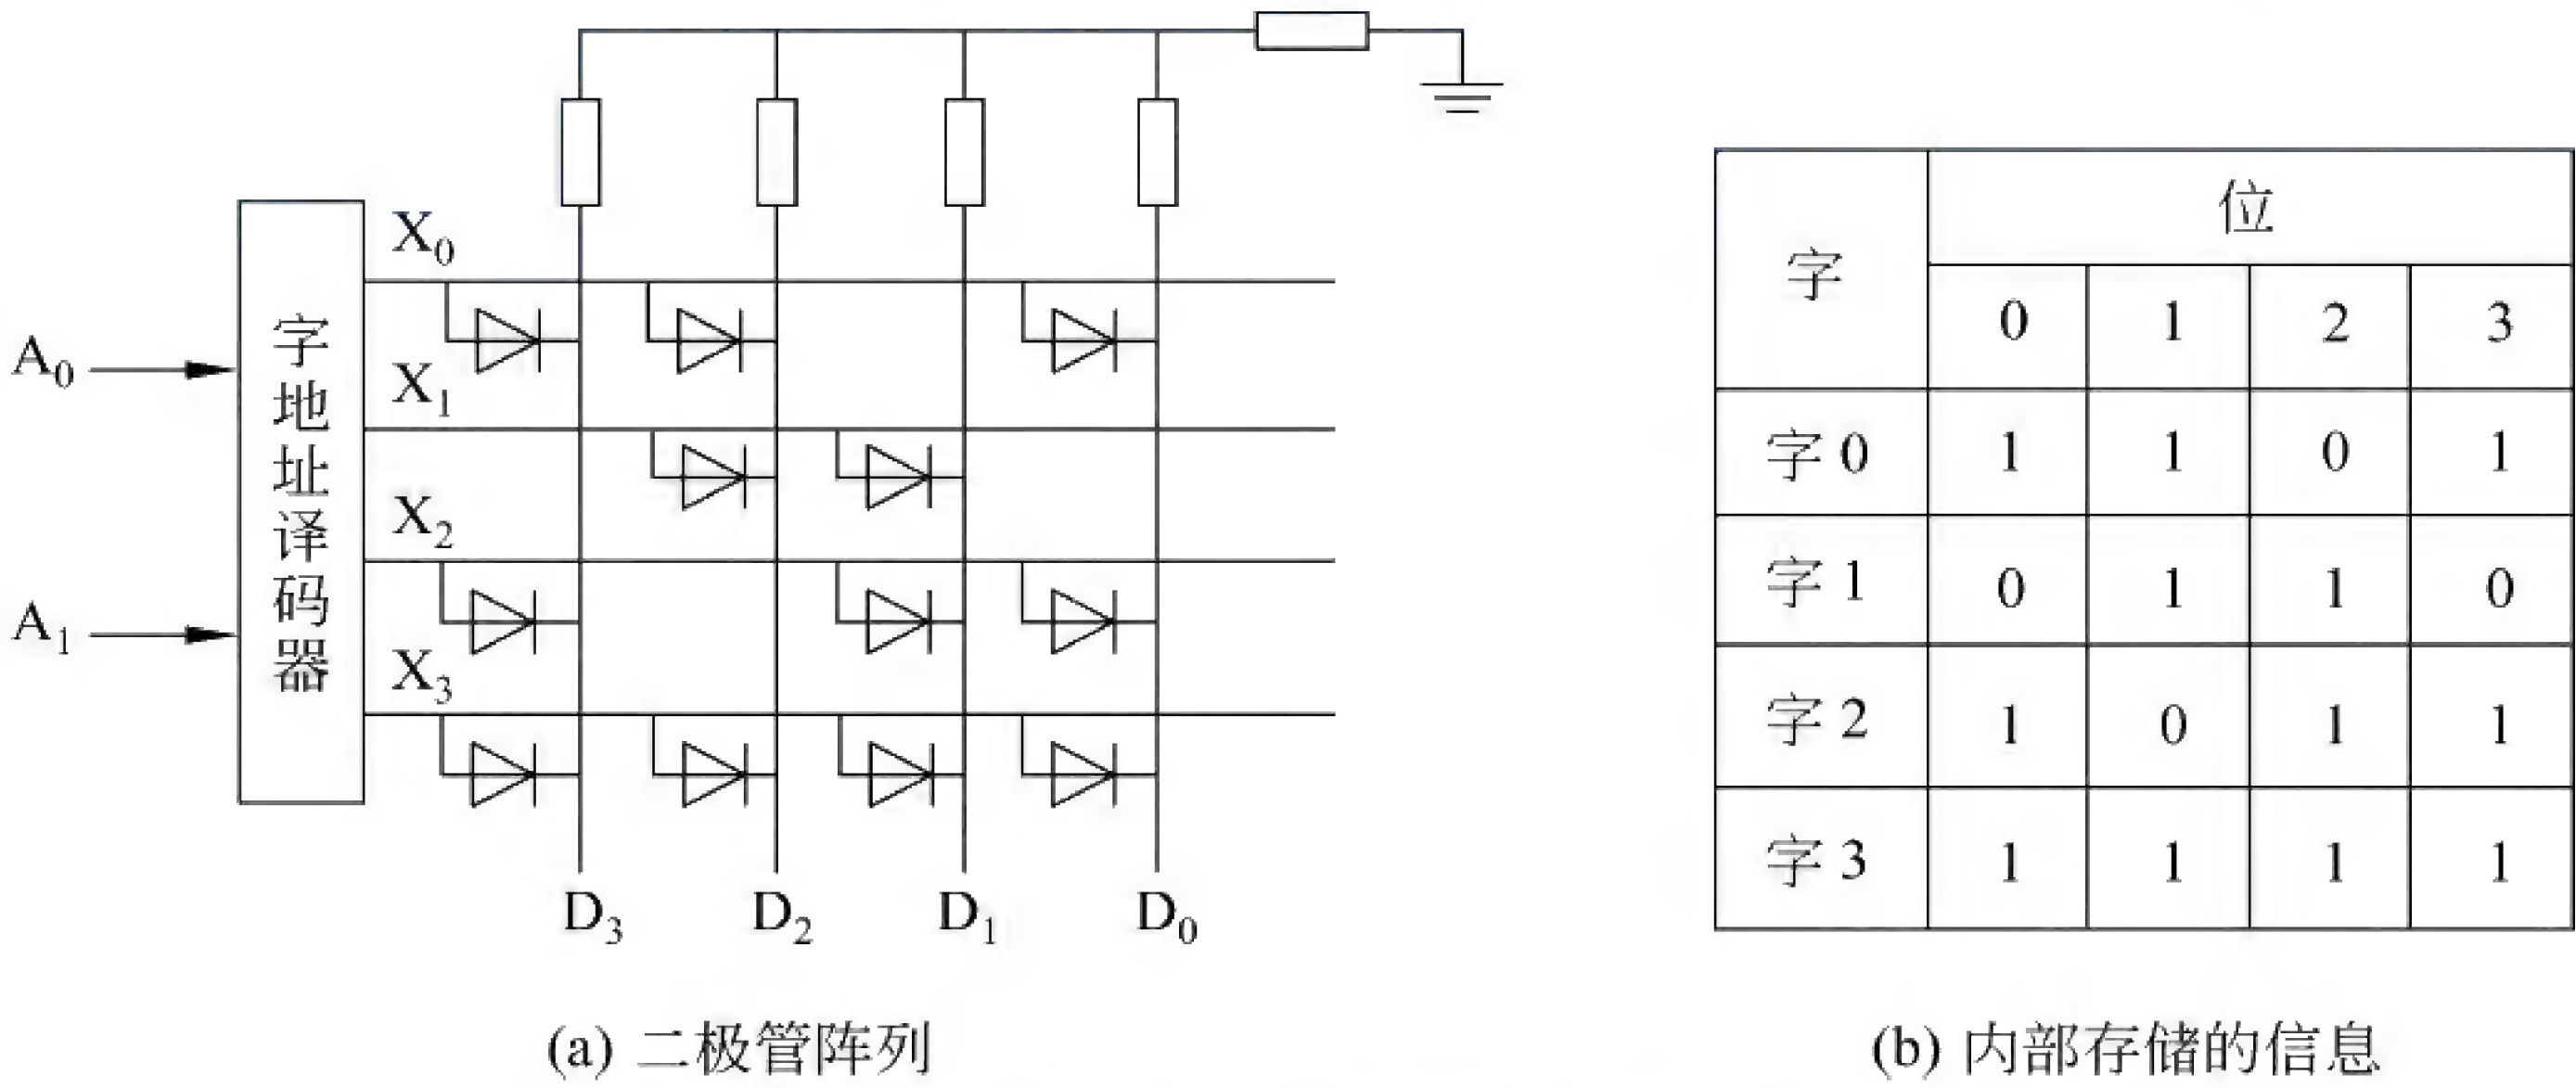 X₀
X₁
X₂
X₃
A₀
A₁
字地址译码器
D₃ D₂ D₁ D₀
(a) 二极管阵列
字 位
0 1 2 3
字 0 1 1 0 1
字 1 0 1 1 0
字 2 1 0 1 1
字 3 1 1 1 1
(b) 内部存储的信息